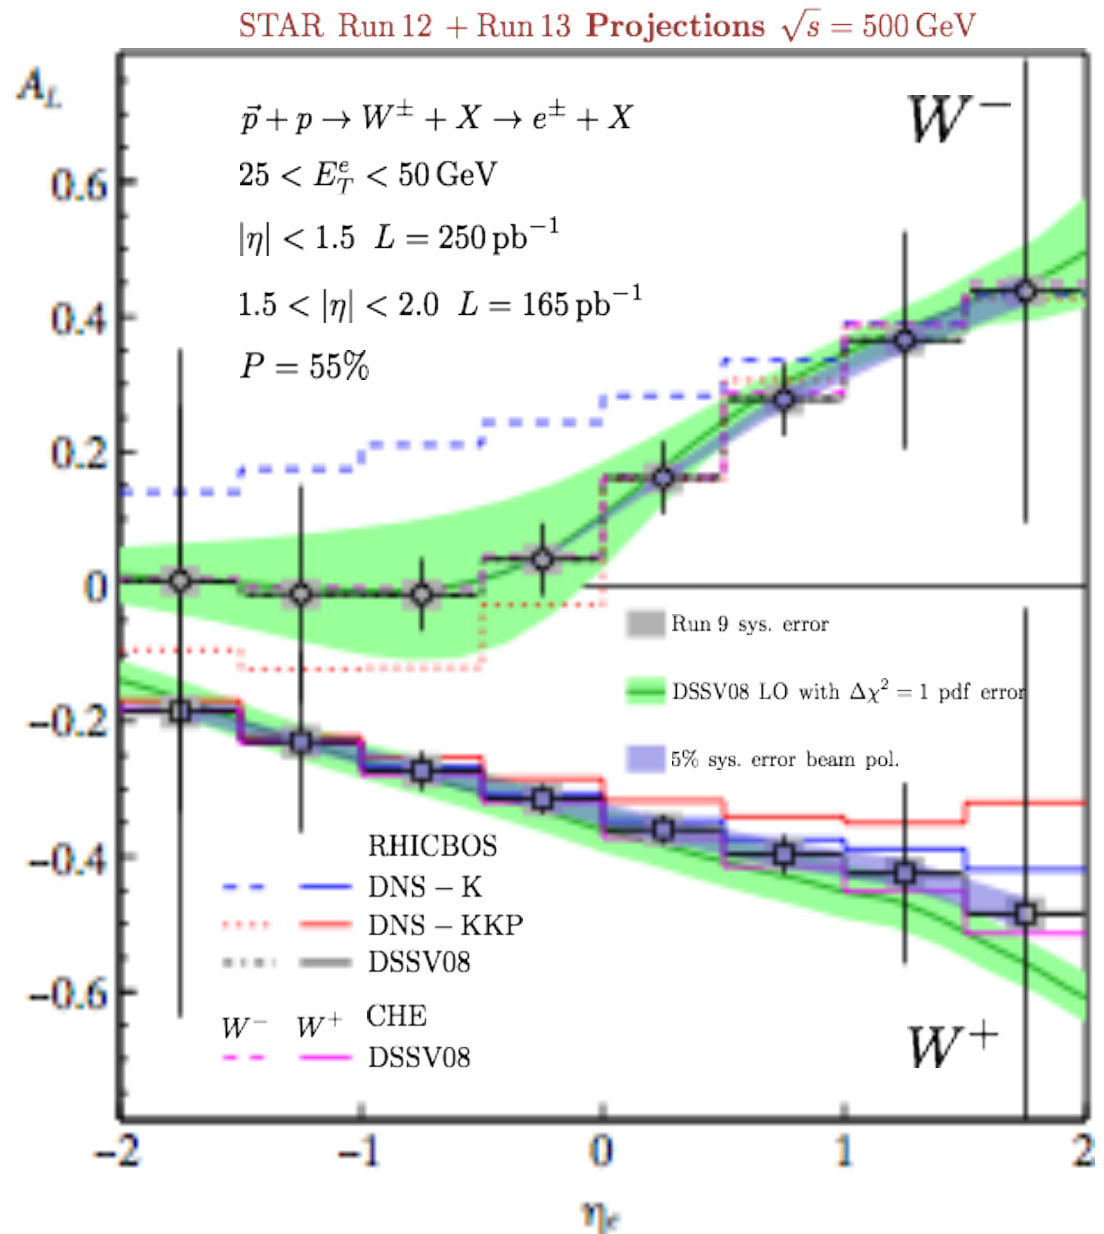 STAR Run 12 + Run 13 Projections √s = 500 GeV
A_L
W^−
p⃗ + p → W^± + X → e^± + X
25 < E_T^e < 50 GeV
|η| < 1.5 L = 250 pb^−1
1.5 < |η| < 2.0 L = 165 pb^−1
P = 55%
0.6
0.4
0.2
0
−0.2
−0.4
−0.6
Run 9 sys. error
DSSV08 LO with Δχ^2 = 1 pdf error
5% sys. error beam pol.
RHICBOS
DNS − K
DNS − KKP
DSSV08
W^− W^+ CHE
DSSV08
W^+
−2 −1 0 1 2
η_e